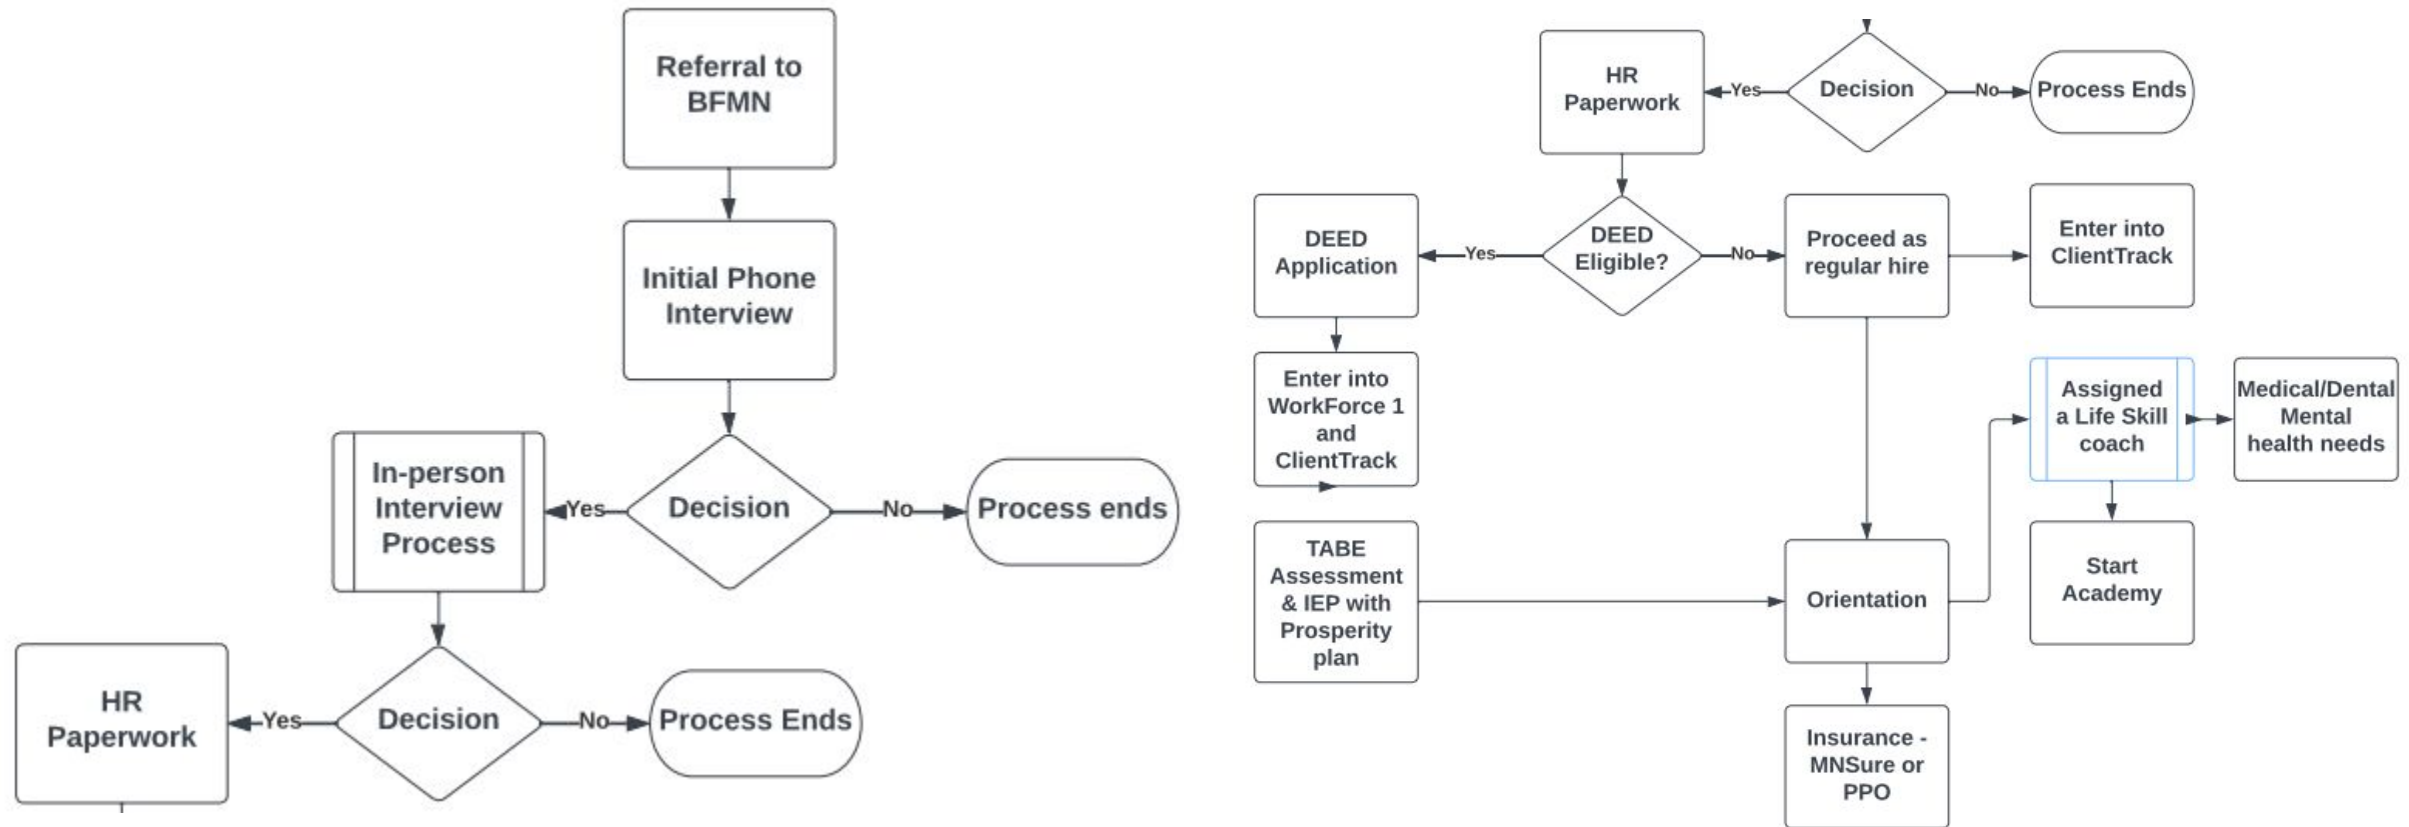 Referral to
BFMN
Initial Phone
Interview
In-person
Interview
Process
Yes
Decision
No
Process ends
HR
Paperwork
Yes
Decision
No
Process Ends
HR
Paperwork
Yes
Decision
No
Process Ends
DEED
Application
Yes
DEED
Eligible?
No
Proceed as
regular hire
Enter into
ClientTrack
Enter into
WorkForce 1
and
ClientTrack
Assigned
a Life Skill
coach
Medical/Dental
Mental
health needs
TABE
Assessment
& IEP with
Prosperity
plan
Orientation
Start
Academy
Insurance -
MNSure or
PPO